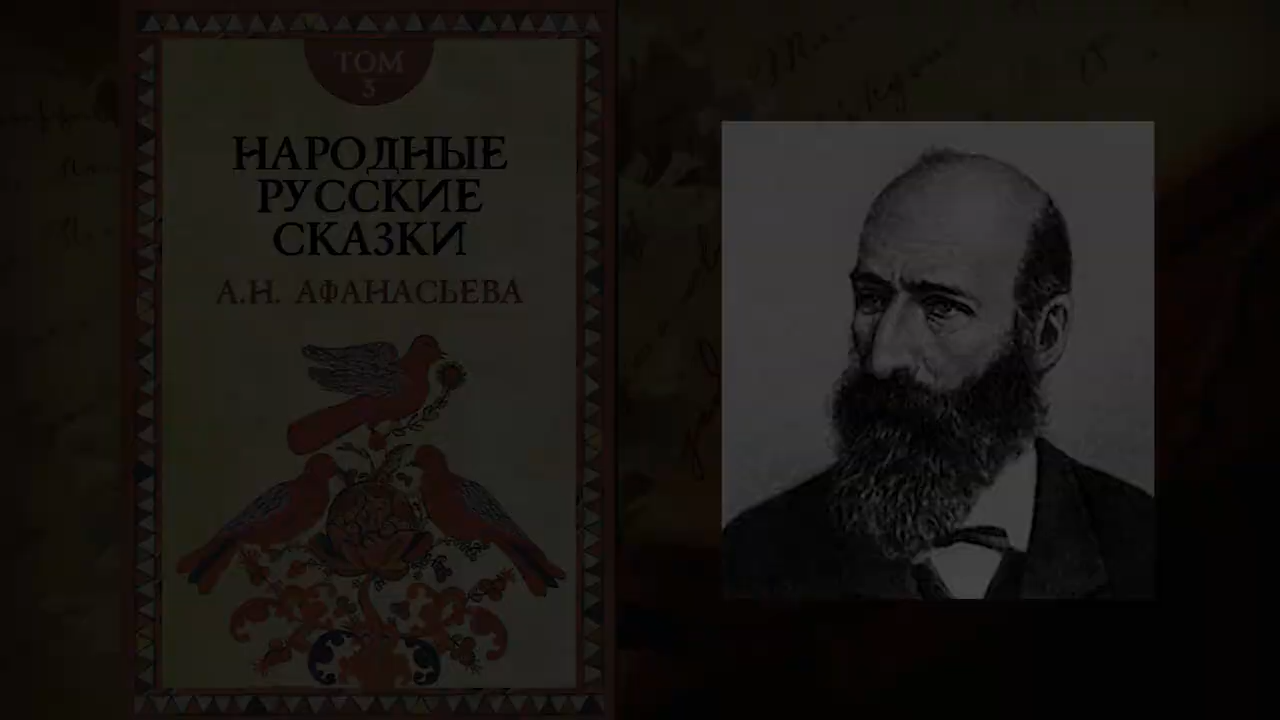 ТОМ
3
НАРОДНЫЕ
РУССКИЕ
СКАЗКИ
А.Н. АФАНАСЬЕВА